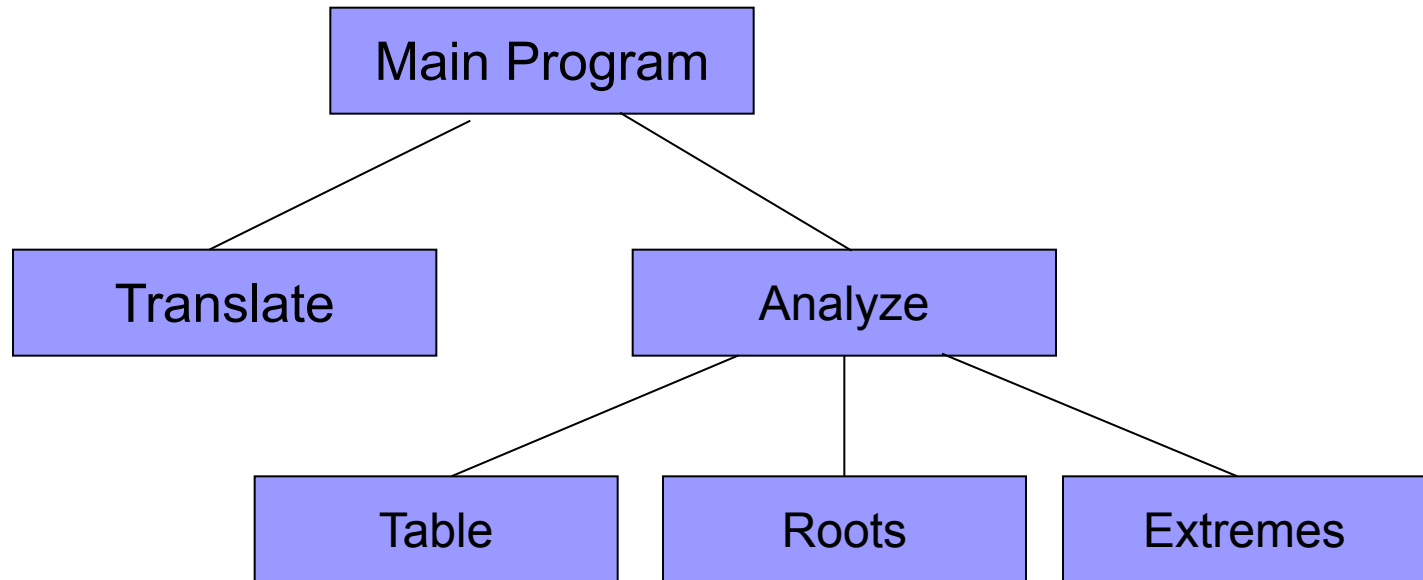 Main Program
Translate
Analyze
Table
Roots
Extremes